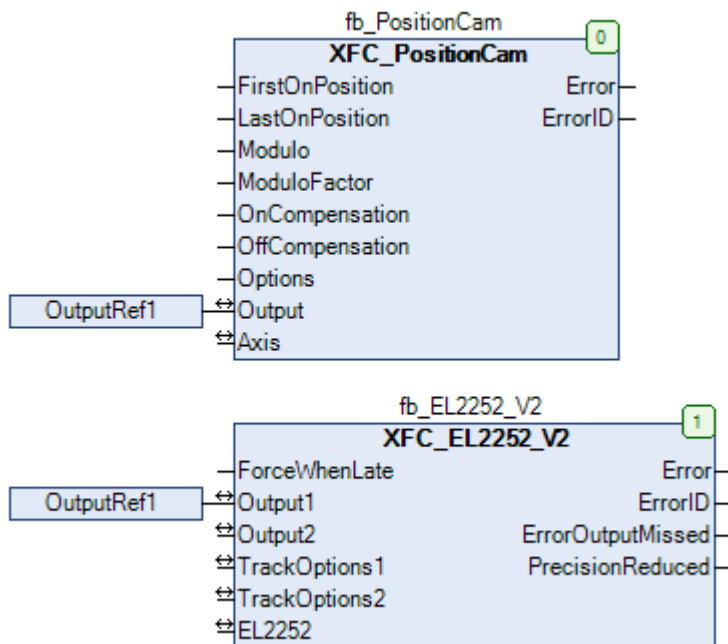 fb_PositionCam
0
XFC_PositionCam
FirstOnPosition Error
LastOnPosition ErrorID
Modulo
ModuloFactor
OnCompensation
OffCompensation
Options
OutputRef1 Output
Axis
fb_EL2252_V2
1
XFC_EL2252_V2
ForceWhenLate Error
OutputRef1 Output1 ErrorID
Output2 ErrorOutputMissed
TrackOptions1 PrecisionReduced
TrackOptions2
EL2252